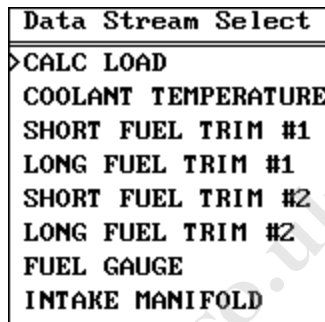 Data Stream Select
>CALC LOAD
COOLANT TEMPERATURE
SHORT FUEL TRIM #1
LONG FUEL TRIM #1
SHORT FUEL TRIM #2
LONG FUEL TRIM #2
FUEL GAUGE
INTAKE MANIFOLD